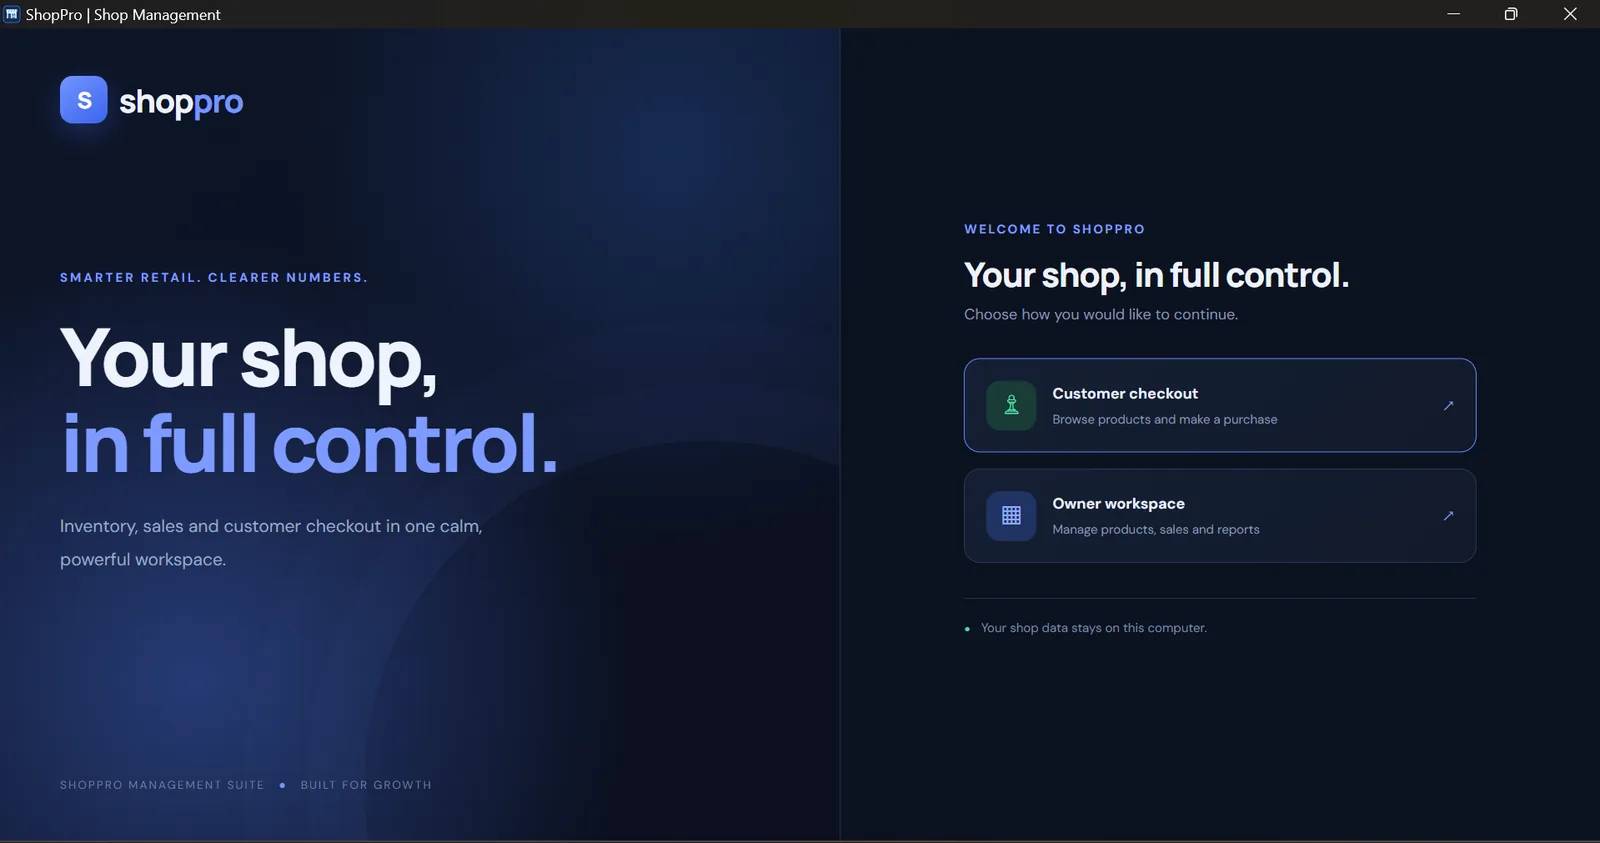 ShopPro | Shop Management
S
shoppro
SMARTER RETAIL. CLEARER NUMBERS.
Your shop,
in full control.
Inventory, sales and customer checkout in one calm,
powerful workspace.
SHOPPRO MANAGEMENT SUITE • BUILT FOR GROWTH
WELCOME TO SHOPPRO
Your shop, in full control.
Choose how you would like to continue.
Customer checkout
Browse products and make a purchase
Owner workspace
Manage products, sales and reports
Your shop data stays on this computer.